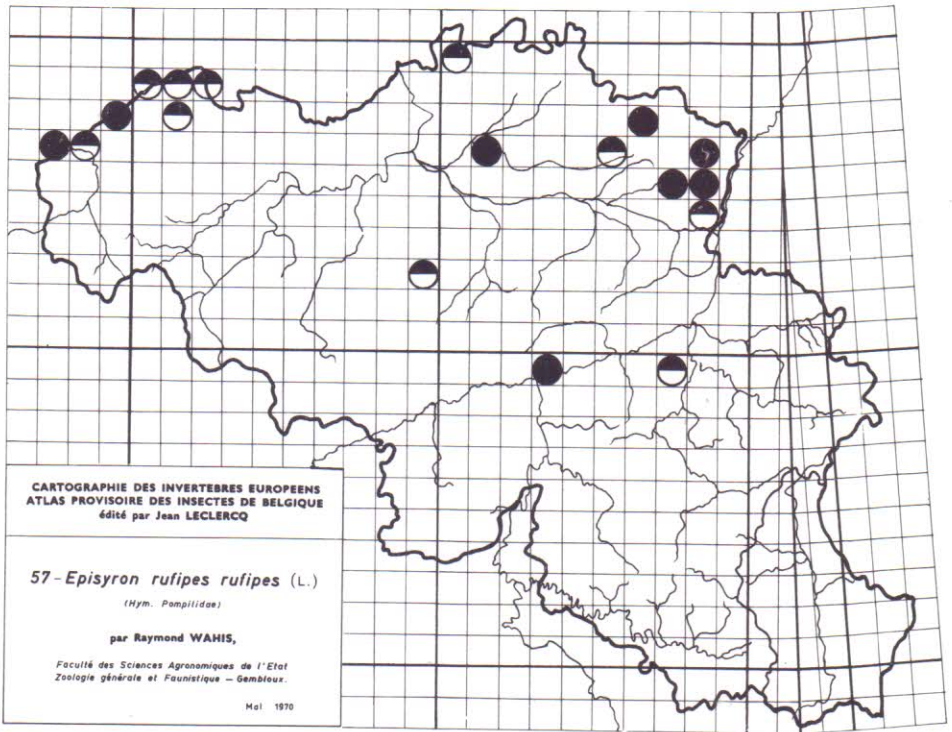 CARTOGRAPHIE DES INVERTEBRES EUROPEENS
ATLAS PROVISOIRE DES INSECTES DE BELGIQUE
édité par Jean LECLERCQ
57-Episyron rufipes rufipes (L.)
(Hym. Pompilidae)
par Raymond WAHIS,
Faculté des Sciences Agronomiques de l'Etat
Zoologie générale et Faunistique — Gembloux.
Mai 1970